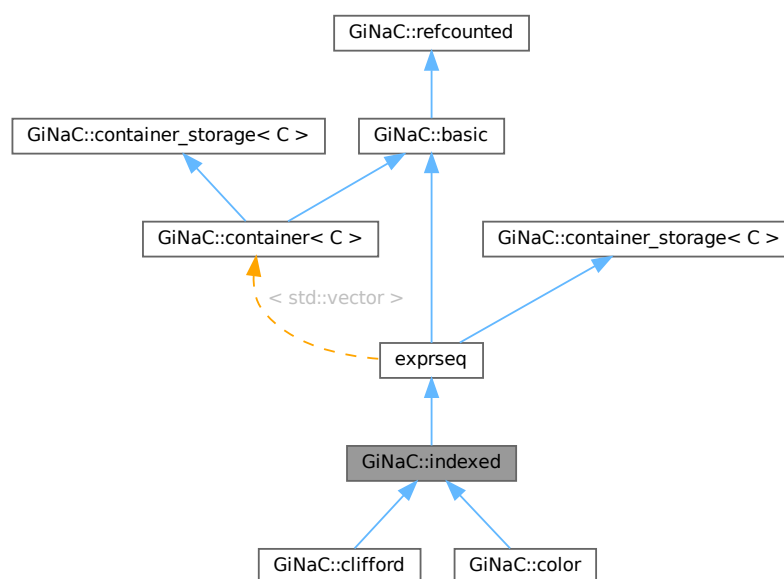 GiNaC::refcounted
GiNaC::container_storage< C >
GiNaC::basic
GiNaC::container< C >
GiNaC::container_storage< C >
< std::vector >
exprseq
GiNaC::indexed
GiNaC::clifford
GiNaC::color